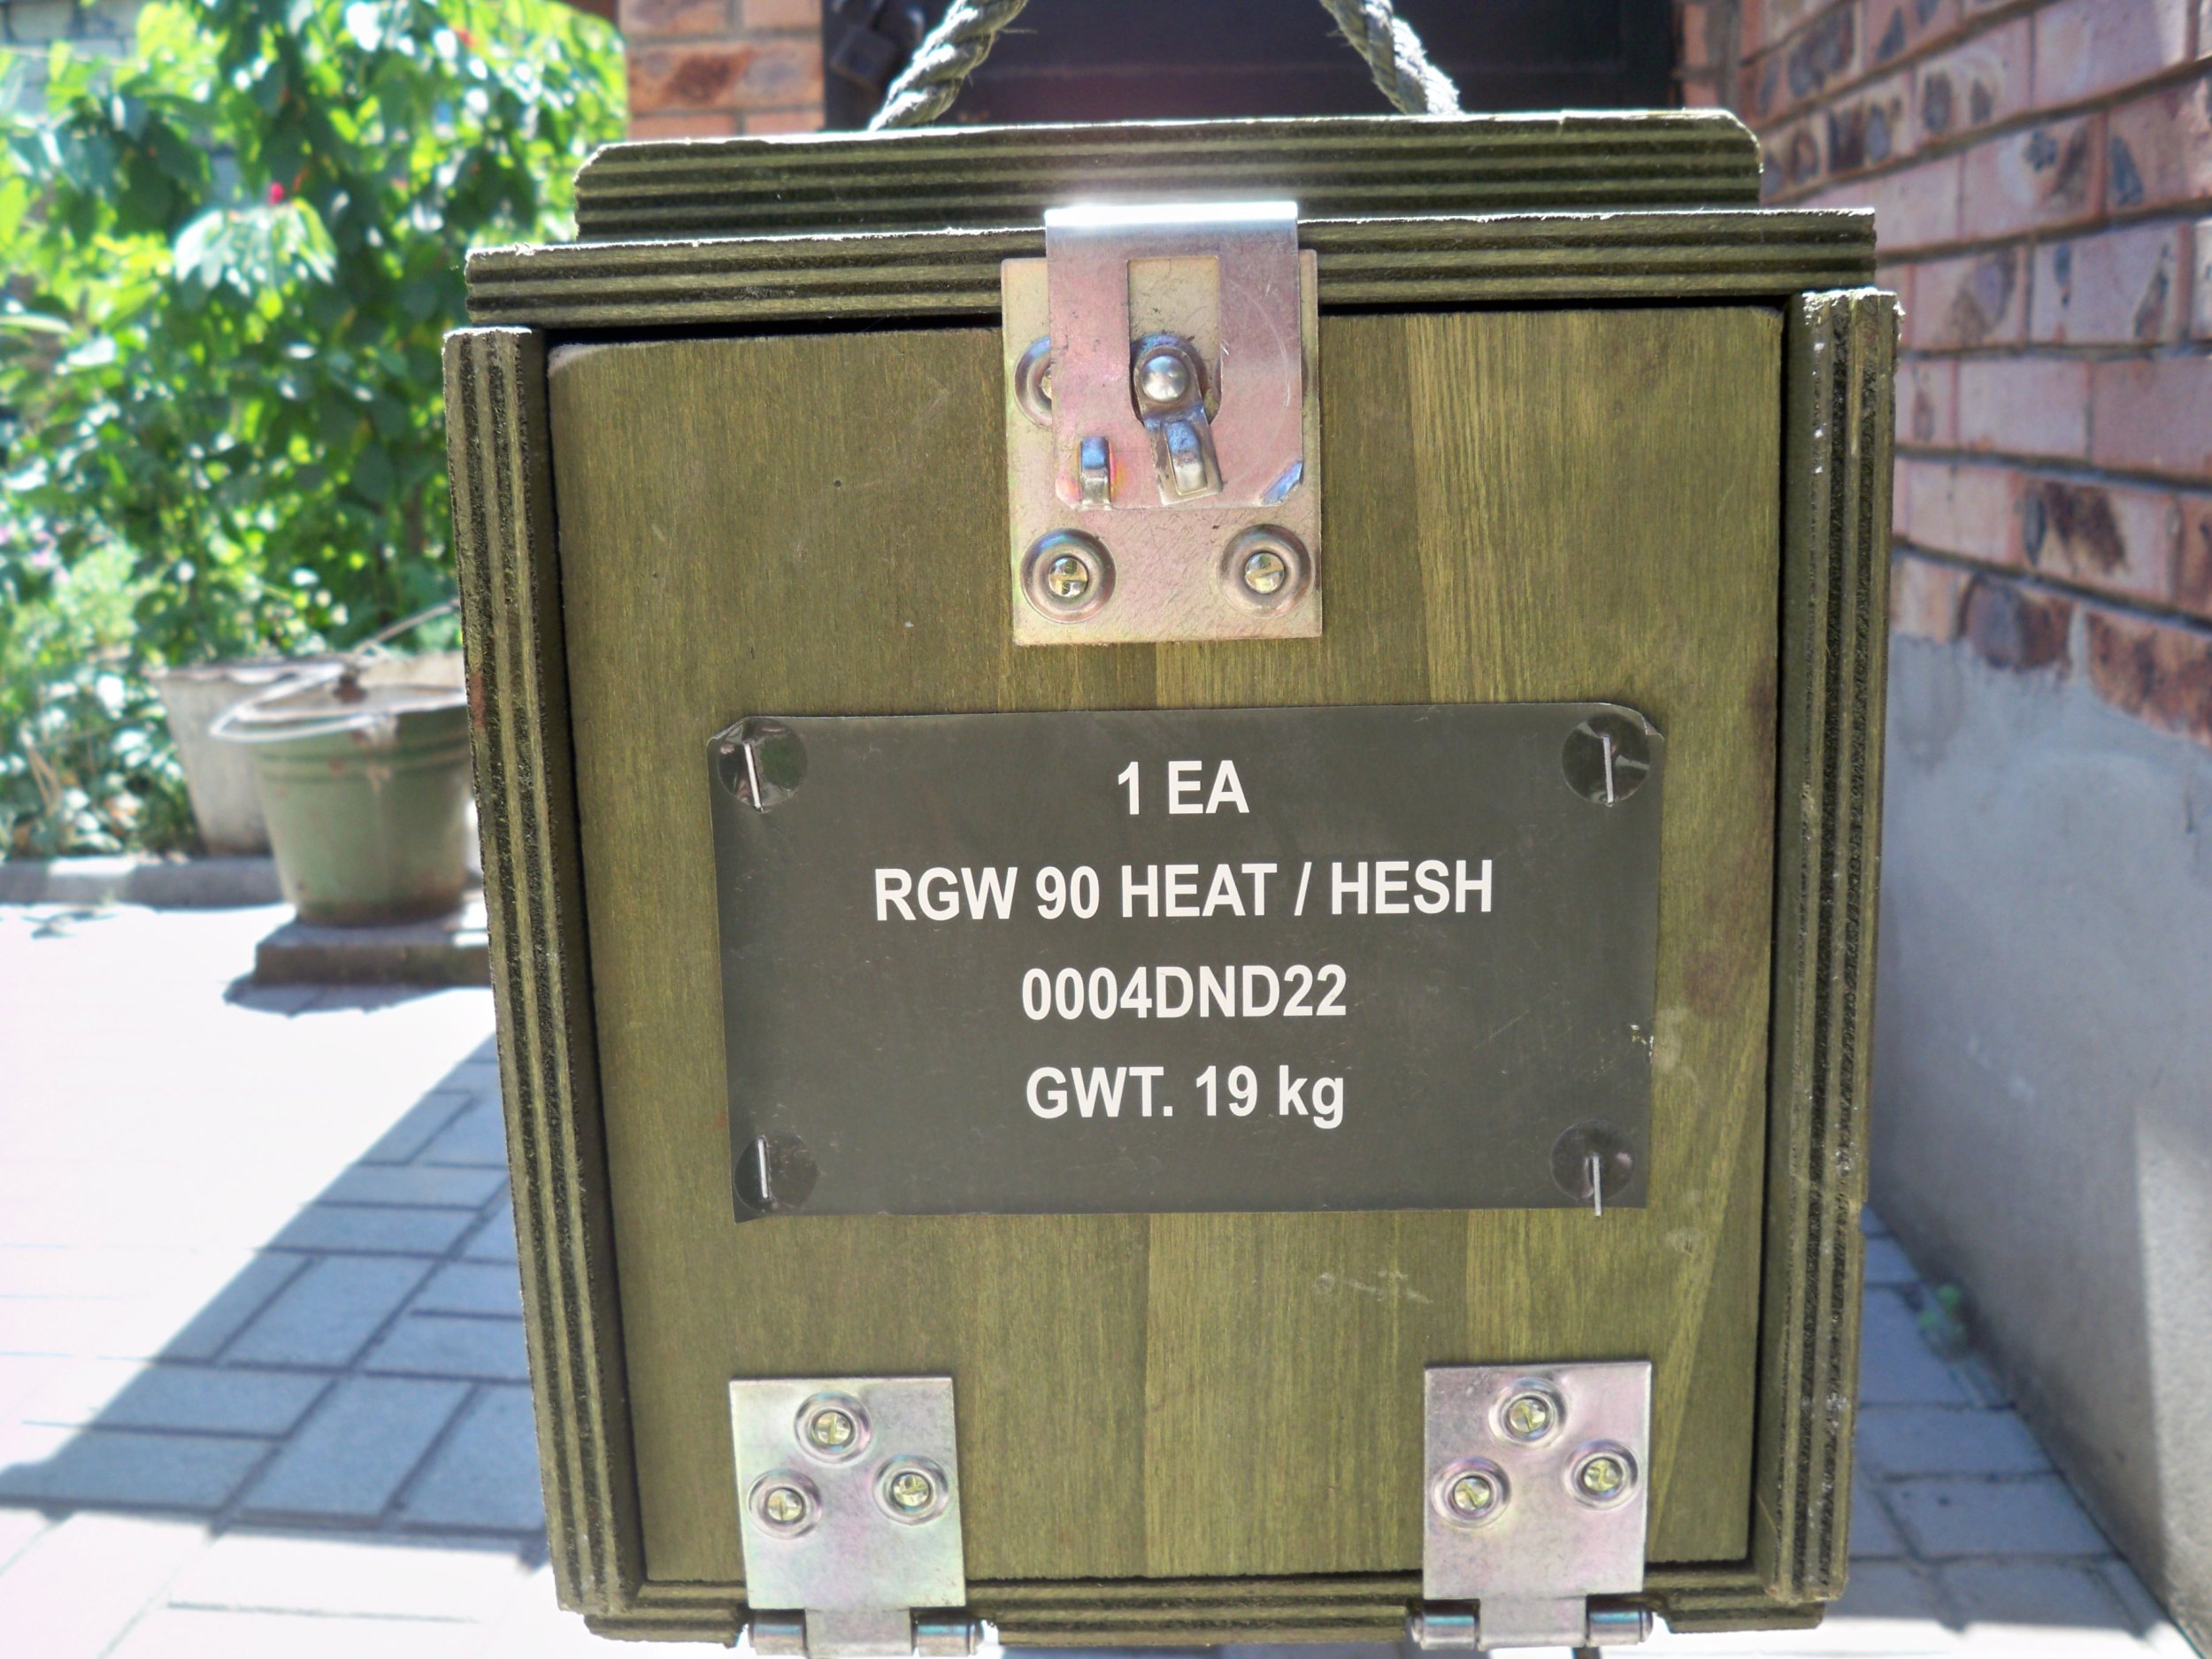 1 EA
RGW 90 HEAT / HESH
0004DND22
GWT. 19 kg